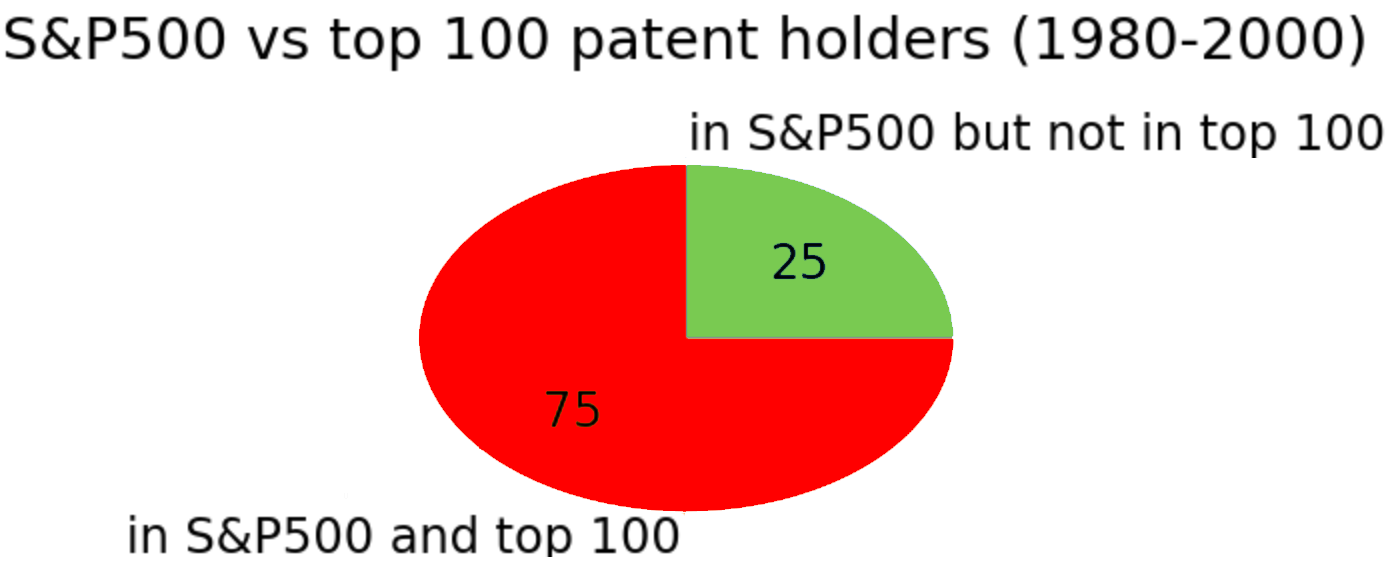 S&P500 vs top 100 patent holders (1980-2000)
in S&P500 but not in top 100
25
75
in S&P500 and top 100